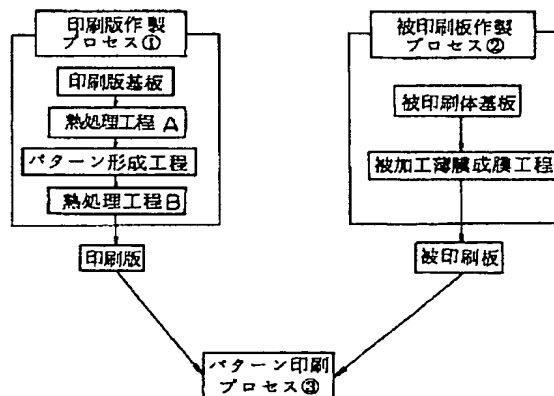 印刷版作製
プロセス①
印刷版基板
熱処理工程A
パターン形成工程
熱処理工程B
印刷版
被印刷板作製
プロセス②
被印刷体基板
被加工薄膜成膜工程
被印刷板
パターン印刷
プロセス③